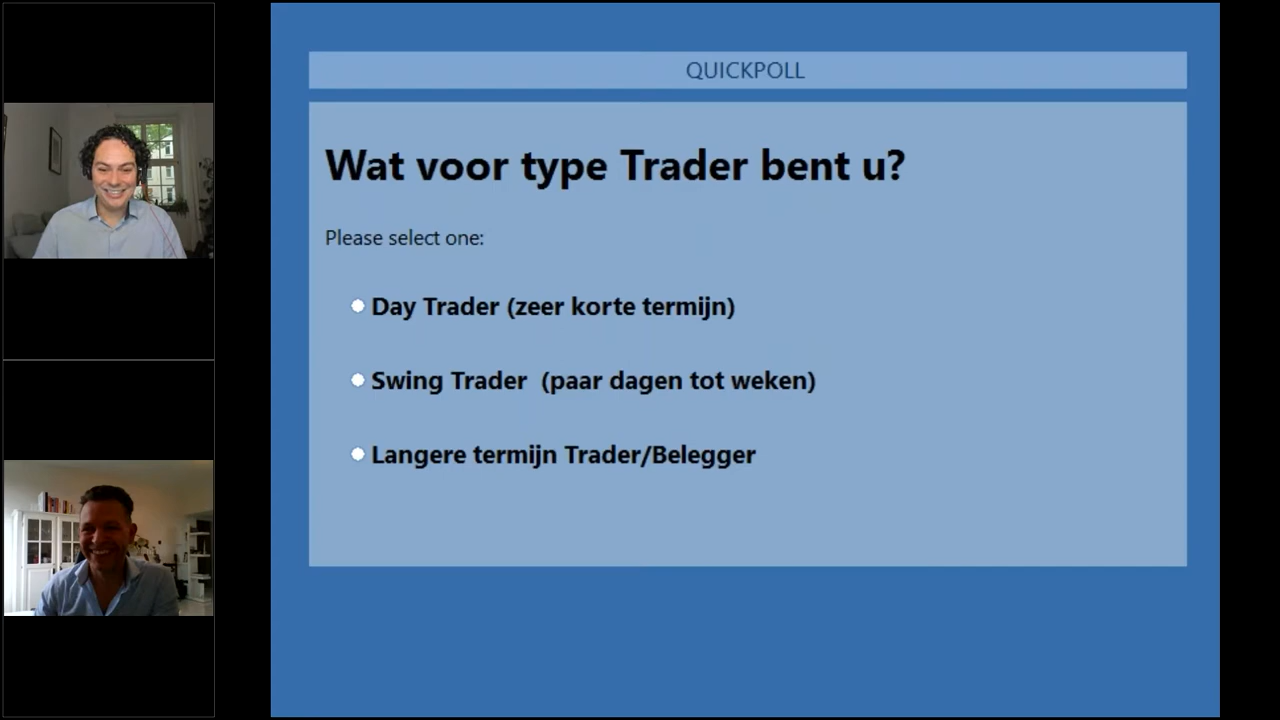 QUICKPOLL
Wat voor type Trader bent u?
Please select one:
Day Trader (zeer korte termijn)
Swing Trader  (paar dagen tot weken)
Langere termijn Trader/Belegger